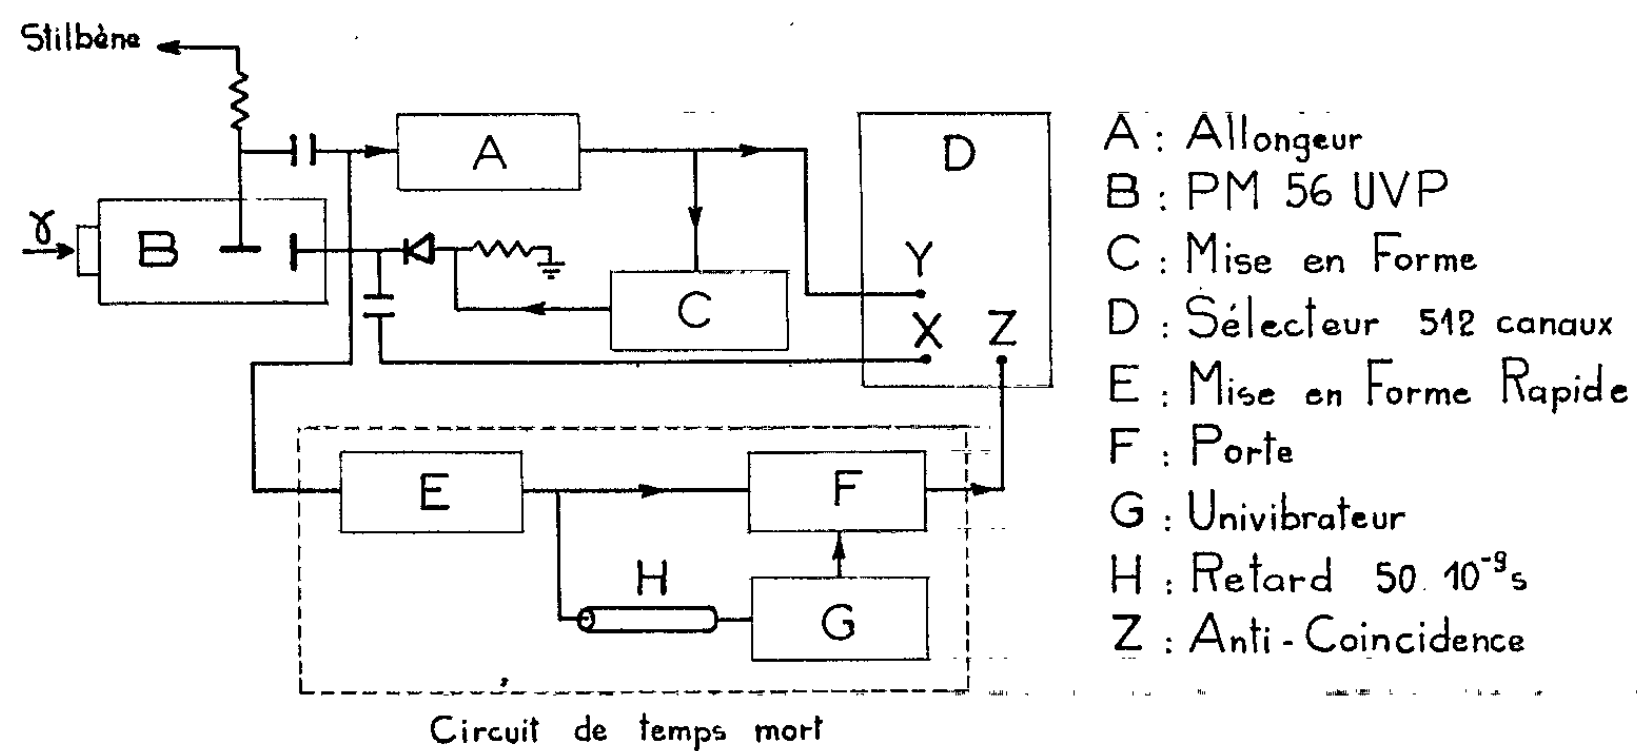 Stilbène
A
D
γ
B
Y
C
X
Z
E
F
H
G
Circuit de temps mort
A : Allongeur
B : PM 56 UVP
C : Mise en Forme
D : Sélecteur 512 canaux
E : Mise en Forme Rapide
F : Porte
G : Univibrateur
H : Retard 50.10⁻⁹s
Z : Anti-Coincidence